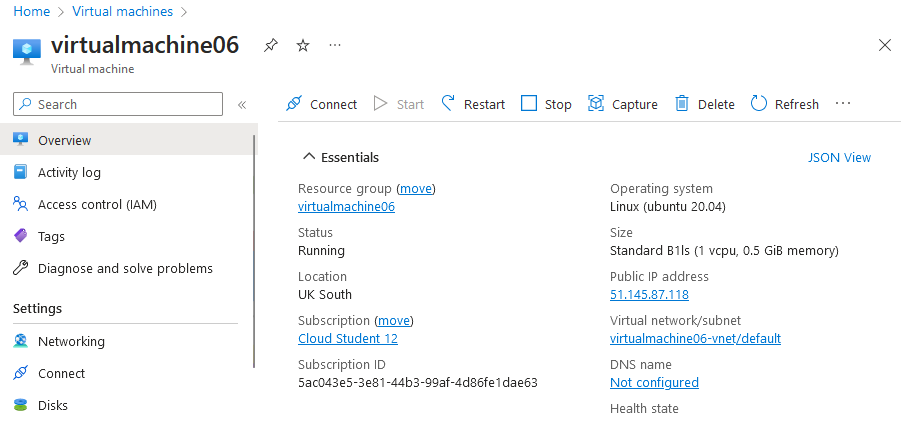 Home > Virtual machines >
virtualmachine06 ...
Virtual machine
Search «
Overview
Activity log
Access control (IAM)
Tags
Diagnose and solve problems
Settings
Networking
Connect
Disks
Connect Start Restart Stop Capture Delete Refresh ...
Essentials JSON View
Resource group (move)
virtualmachine06
Status
Running
Location
UK South
Subscription (move)
Cloud Student 12
Subscription ID
5ac043e5-3e81-44b3-99af-4d86fe1dae63
Operating system
Linux (ubuntu 20.04)
Size
Standard B1ls (1 vcpu, 0.5 GiB memory)
Public IP address
51.145.87.118
Virtual network/subnet
virtualmachine06-vnet/default
DNS name
Not configured
Health state